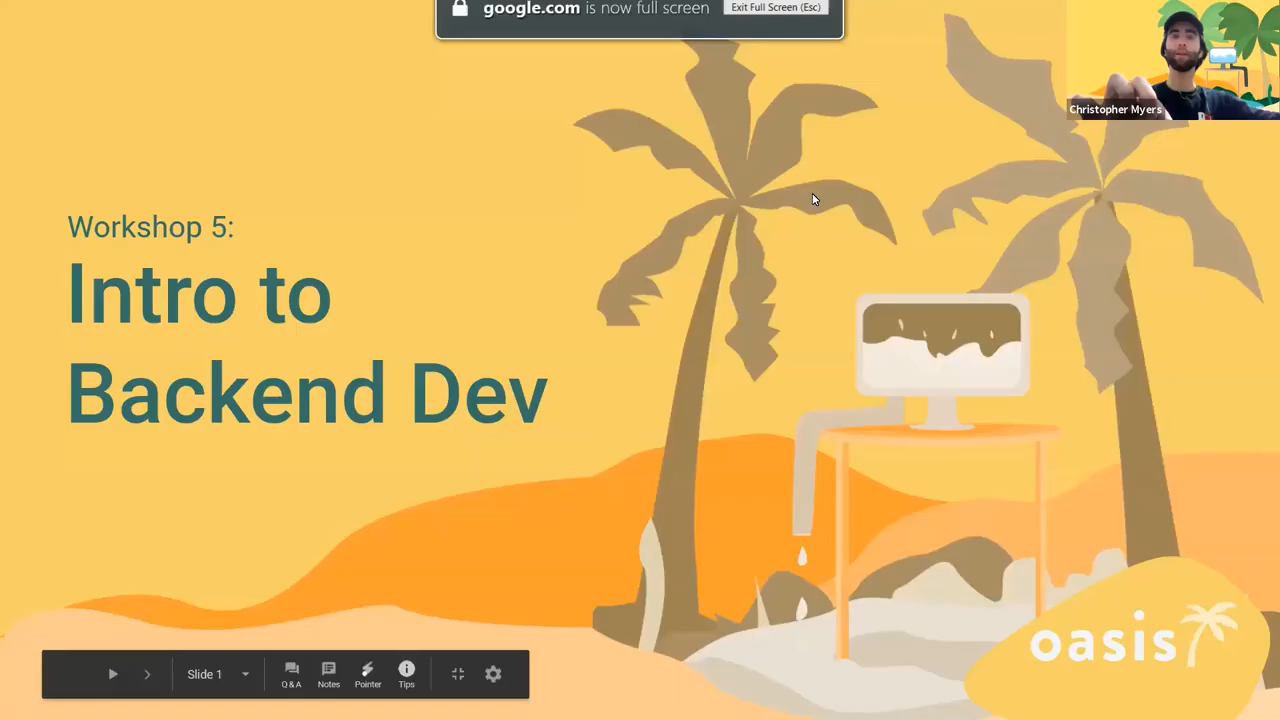 google.com is now full screen
Exit Full Screen (Esc)
Christopher Myers
Workshop 5:
Intro to
Backend Dev
oasis
Slide 1
Q & A
Notes
Pointer
Tips